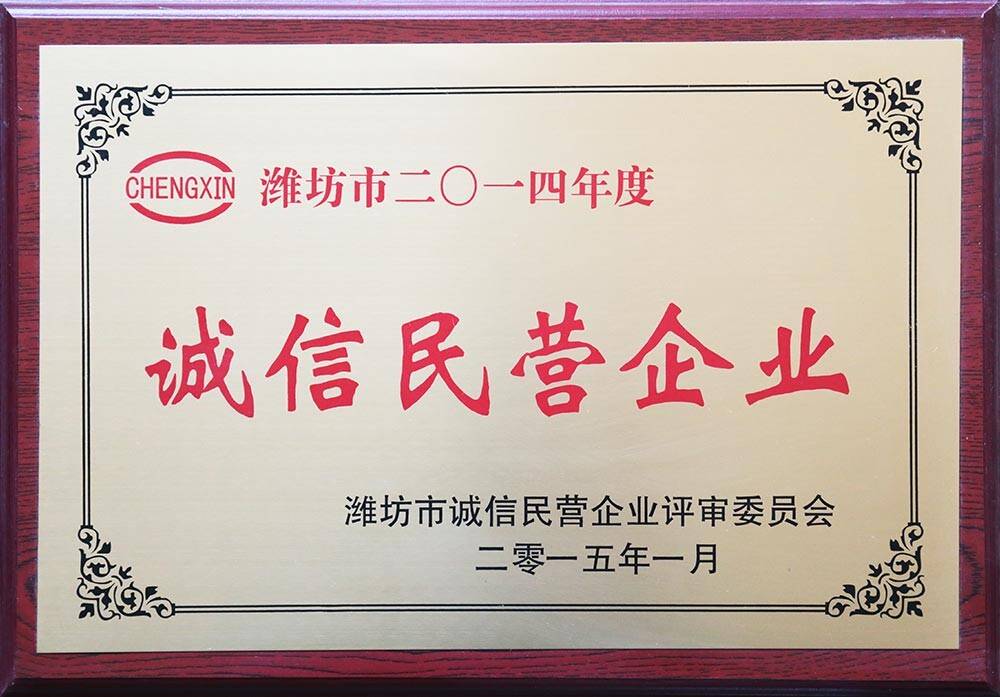 CHENGXIN 潍坊市二〇一四年度
诚信民营企业
潍坊市诚信民营企业评审委员会
二零一五年一月